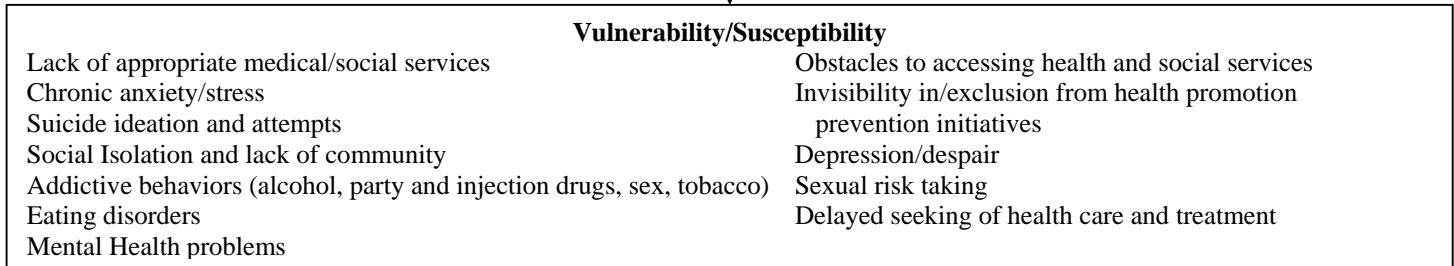 Vulnerability/Susceptibility
Lack of appropriate medical/social services
Chronic anxiety/stress
Suicide ideation and attempts
Social Isolation and lack of community
Addictive behaviors (alcohol, party and injection drugs, sex, tobacco)
Eating disorders
Mental Health problems
Obstacles to accessing health and social services
Invisibility in/exclusion from health promotion
prevention initiatives
Depression/despair
Sexual risk taking
Delayed seeking of health care and treatment